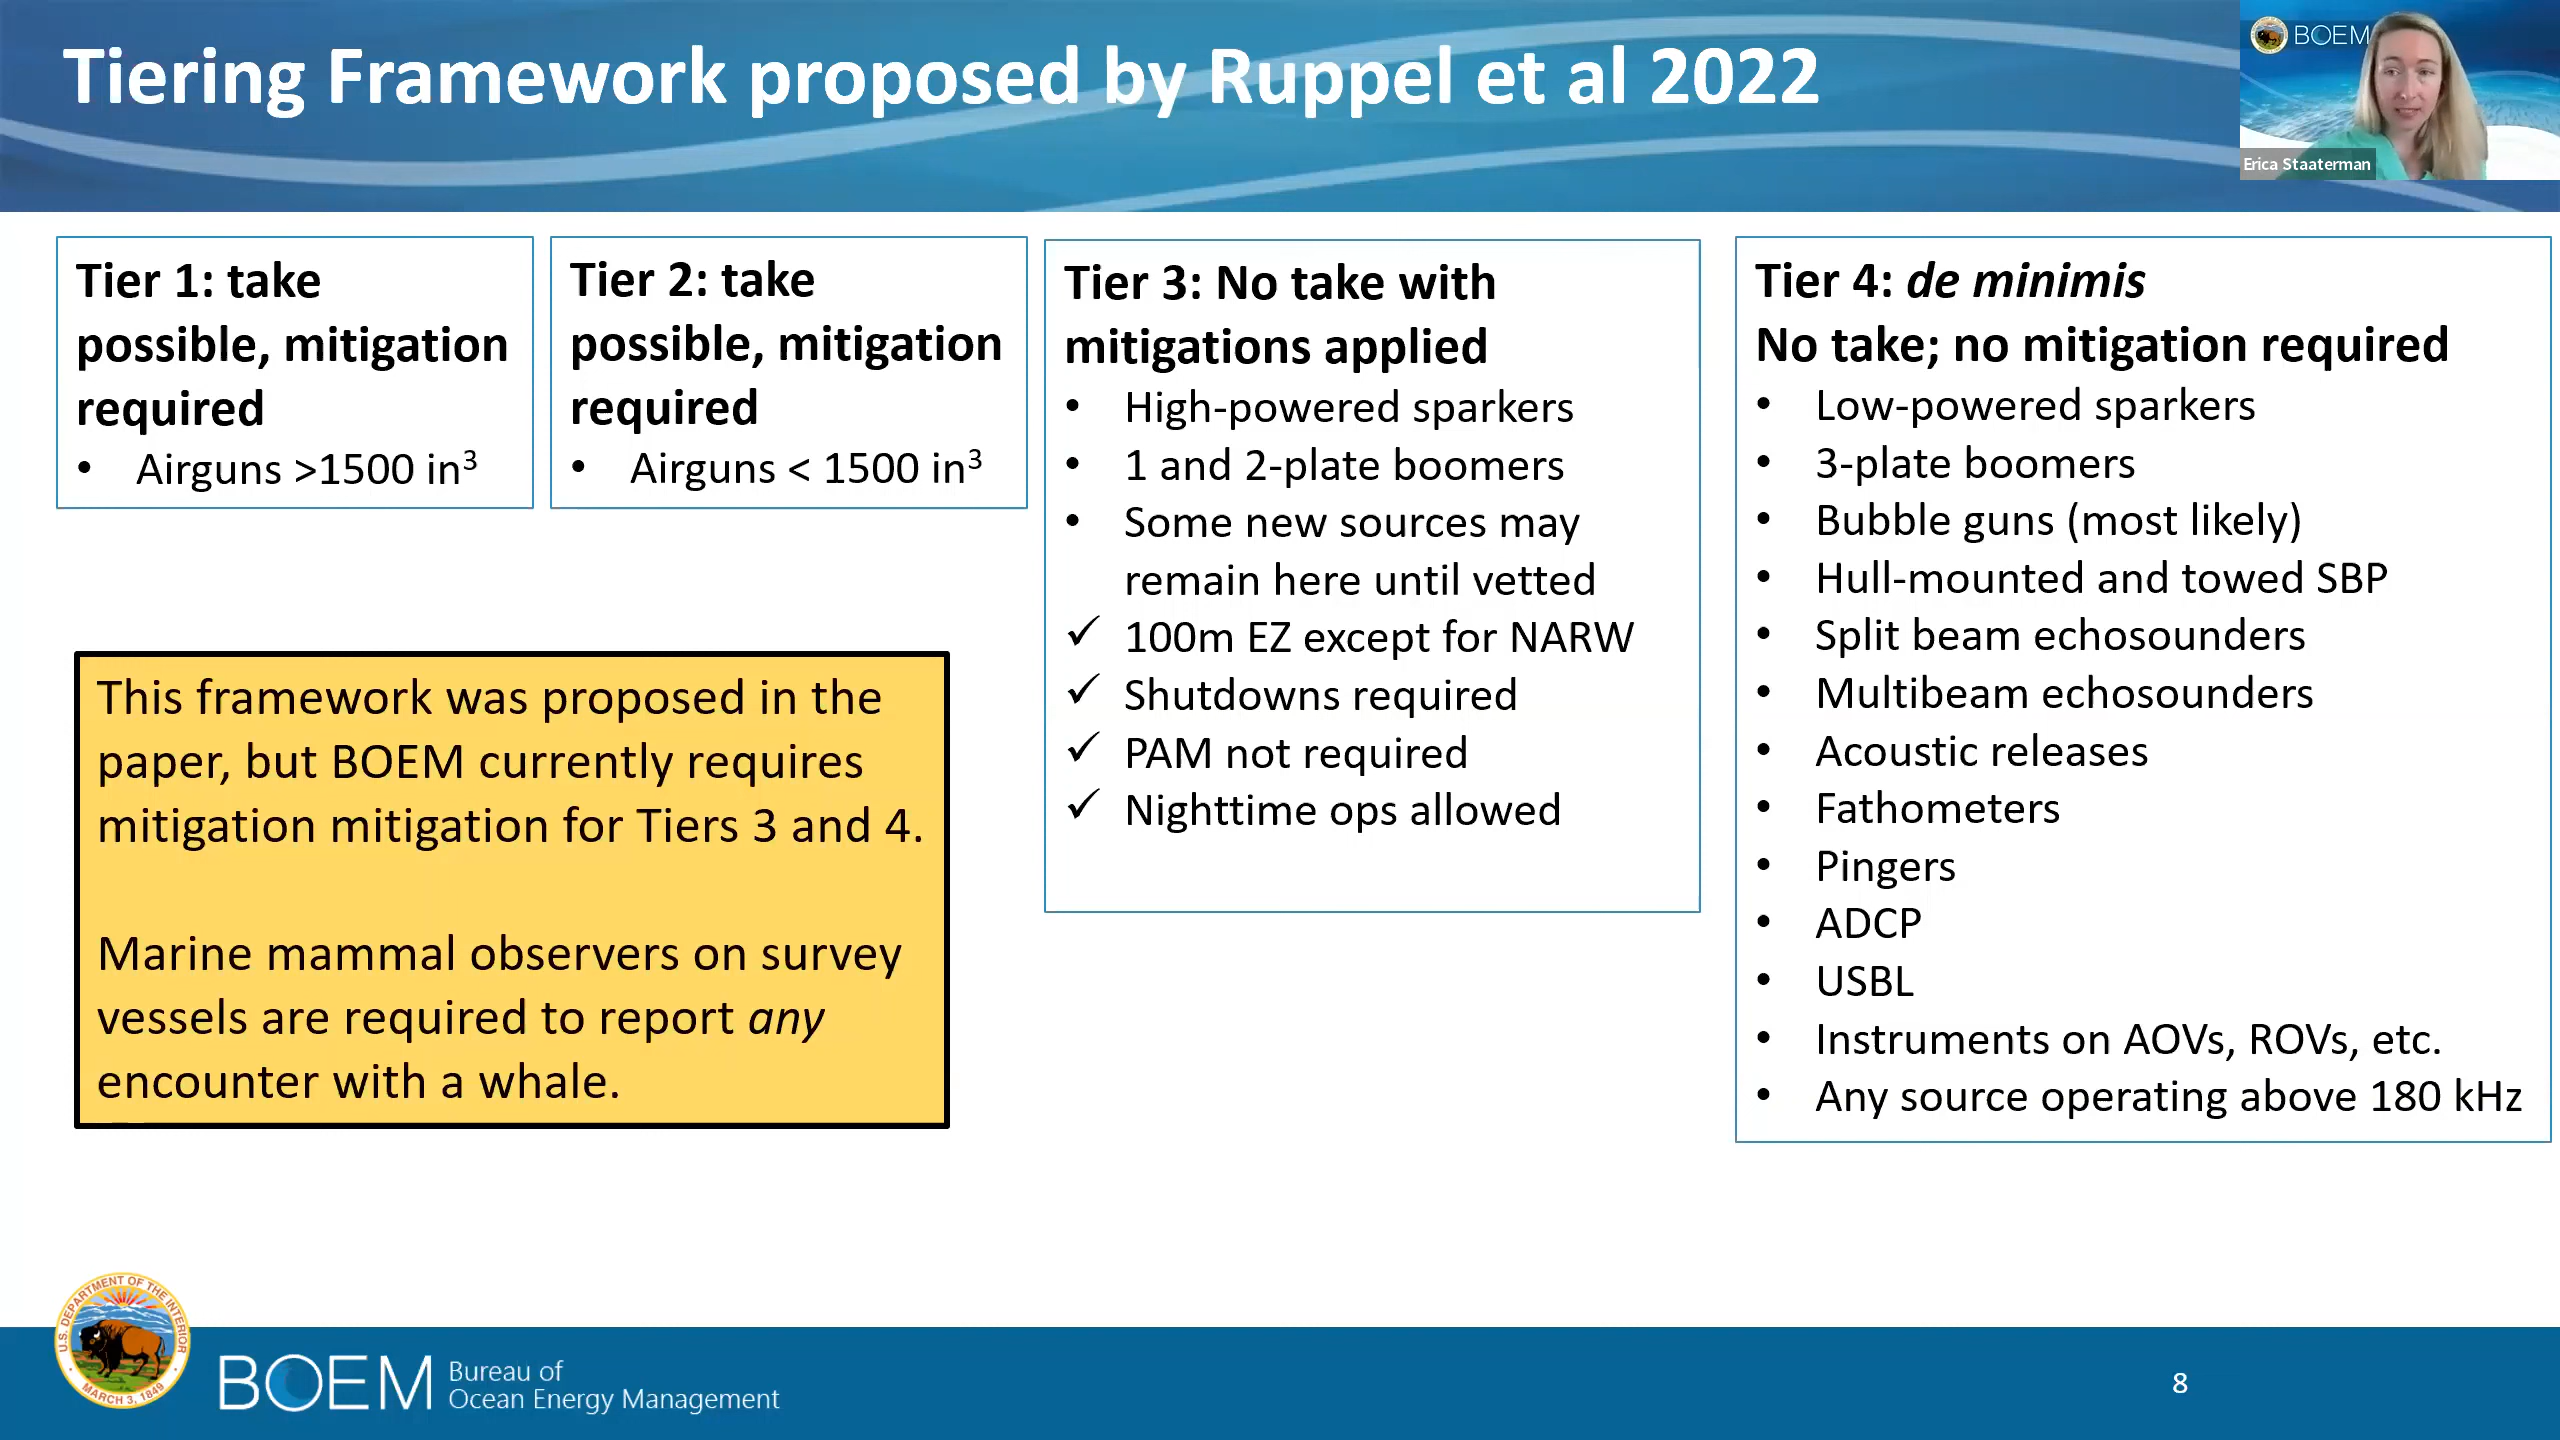 Tiering Framework proposed by Ruppel et al 2022
BOEM
Erica Staaterman
Tier 1: take
possible, mitigation
required
• Airguns >1500 in³
Tier 2: take
possible, mitigation
required
• Airguns < 1500 in³
Tier 3: No take with
mitigations applied
• High-powered sparkers
• 1 and 2-plate boomers
• Some new sources may
remain here until vetted
✓ 100m EZ except for NARW
✓ Shutdowns required
✓ PAM not required
✓ Nighttime ops allowed
Tier 4: de minimis
No take; no mitigation required
• Low-powered sparkers
• 3-plate boomers
• Bubble guns (most likely)
• Hull-mounted and towed SBP
• Split beam echosounders
• Multibeam echosounders
• Acoustic releases
• Fathometers
• Pingers
• ADCP
• USBL
• Instruments on AOVs, ROVs, etc.
• Any source operating above 180 kHz
This framework was proposed in the
paper, but BOEM currently requires
mitigation mitigation for Tiers 3 and 4.
Marine mammal observers on survey
vessels are required to report any
encounter with a whale.
U.S. DEPARTMENT OF THE INTERIOR
MARCH 3, 1849
BOEM
Bureau of
Ocean Energy Management
8